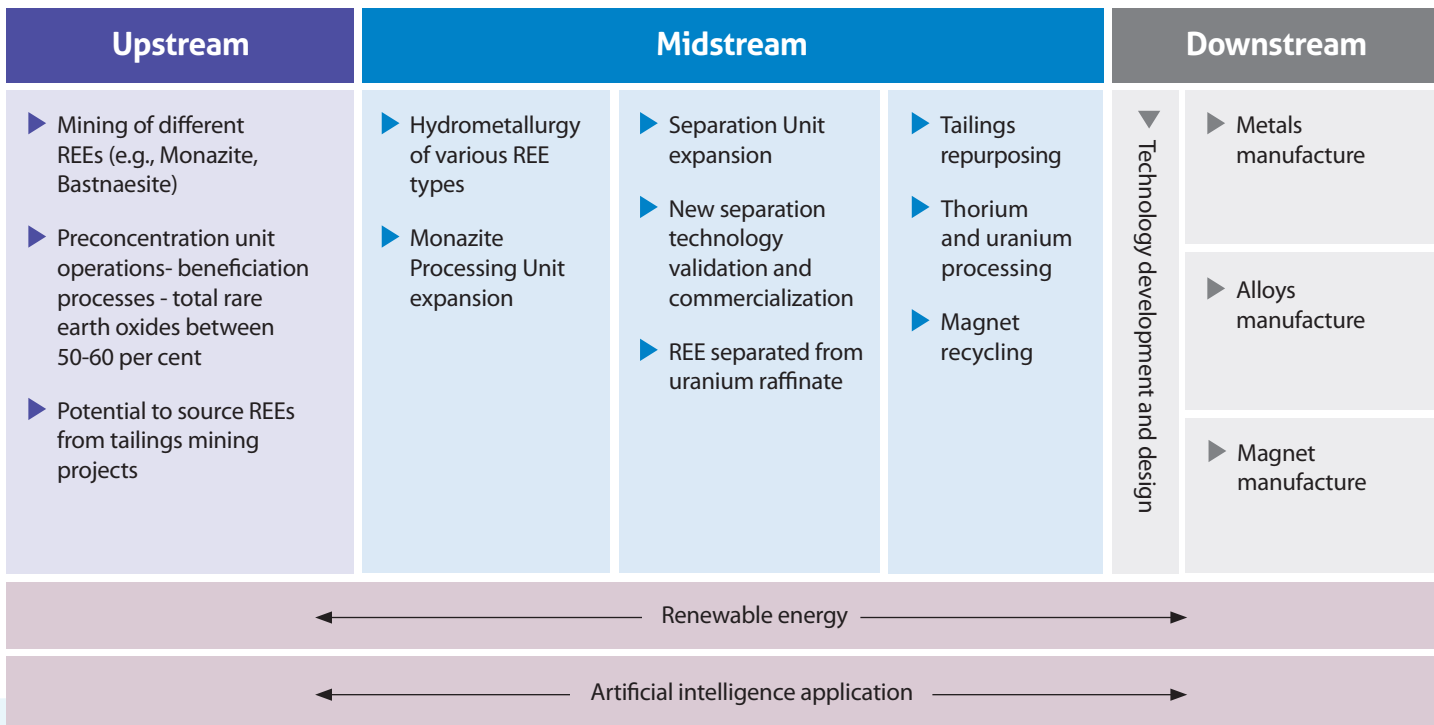 Upstream
Midstream
Downstream
Mining of different
REEs (e.g., Monazite,
Bastnaesite)
Preconcentration unit
operations- beneficiation
processes - total rare
earth oxides between
50-60 per cent
Potential to source REEs
from tailings mining
projects
Hydrometallurgy
of various REE
types
Monazite
Processing Unit
expansion
Separation Unit
expansion
New separation
technology
validation and
commercialization
REE separated from
uranium raffinate
Tailings
repurposing
Thorium
and uranium
processing
Magnet
recycling
Technology development and design
Metals
manufacture
Alloys
manufacture
Magnet
manufacture
Renewable energy
Artificial intelligence application